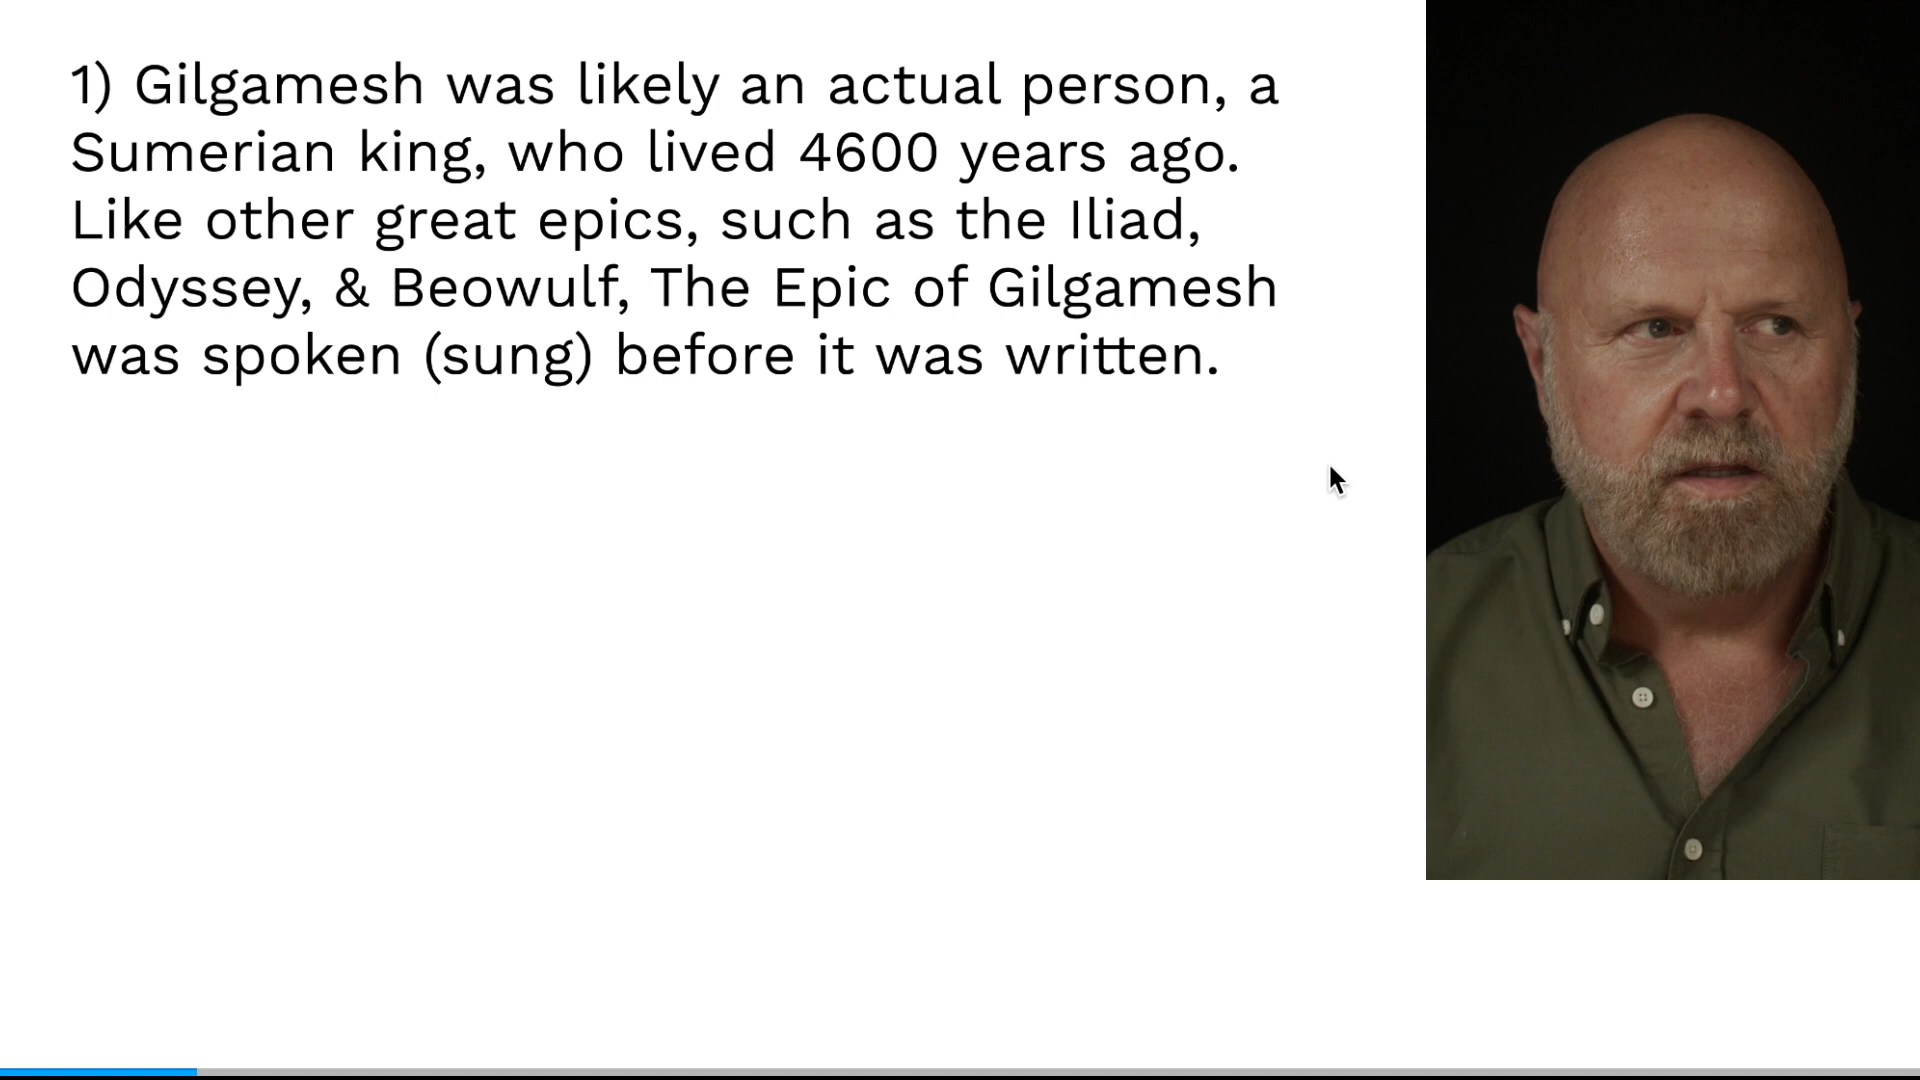 1) Gilgamesh was likely an actual person, a
Sumerian king, who lived 4600 years ago.
Like other great epics, such as the Iliad,
Odyssey, & Beowulf, The Epic of Gilgamesh
was spoken (sung) before it was written.